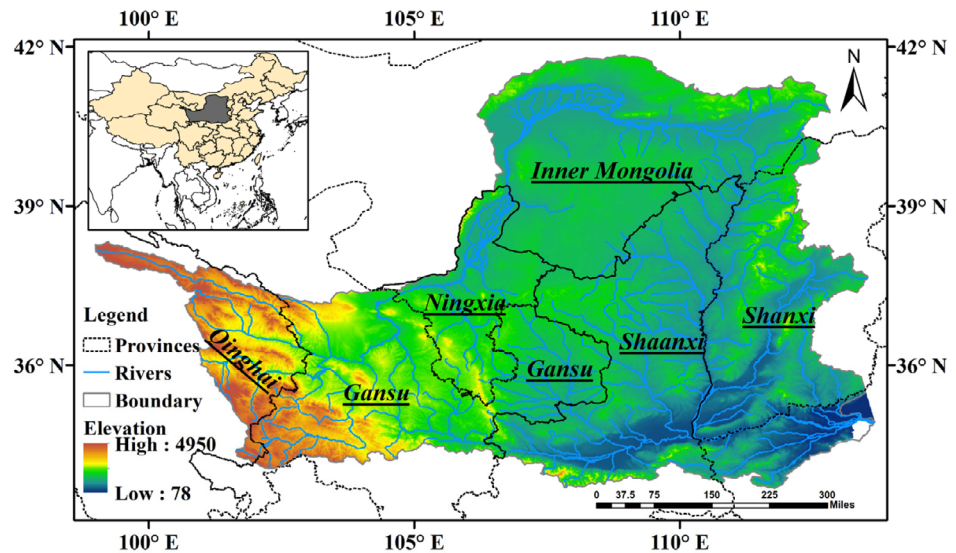 100° E 105° E 110° E
42° N 42° N
N
Inner Mongolia
39° N 39° N
Ningxia
Legend
Provinces
Rivers
Boundary
Elevation
High : 4950
Low : 78
Qinghai
Gansu
Gansu
Shaanxi
Shanxi
36° N 36° N
0 37.5 75 150 225 300
Miles
100° E 105° E 110° E